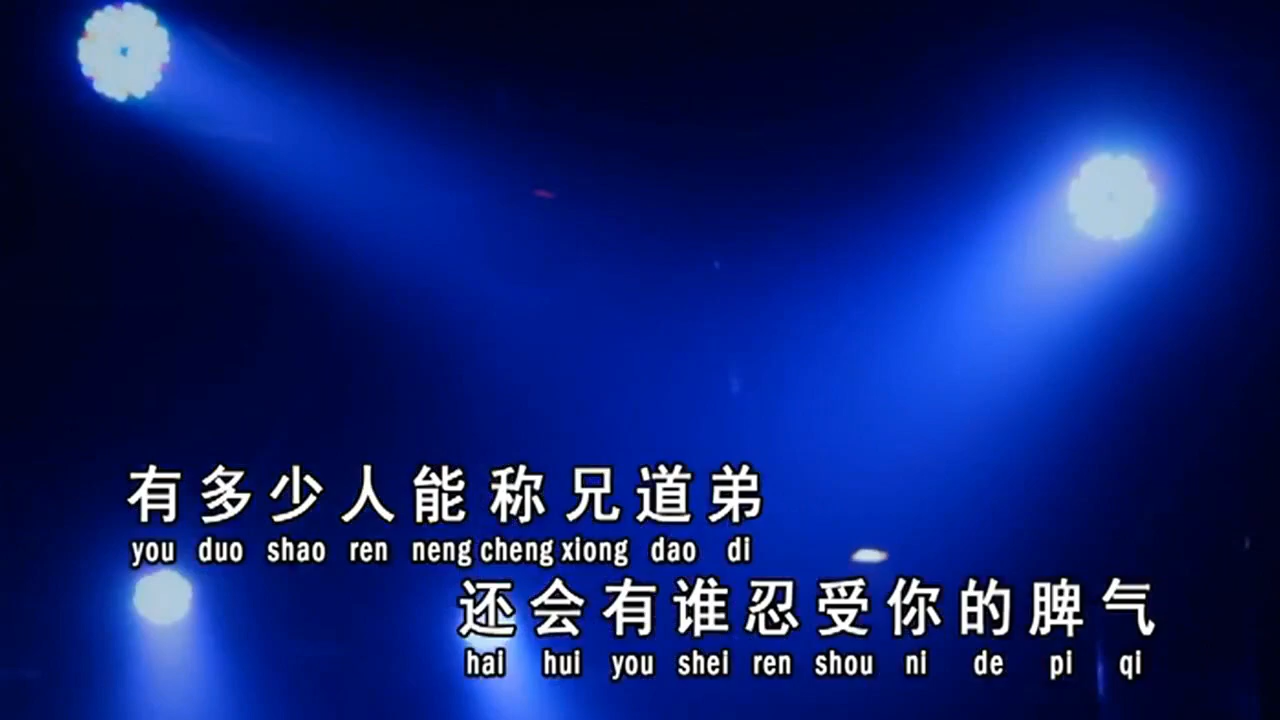 有多少人能称兄道弟
you duo shao ren neng cheng xiong dao di
还会有谁忍受你的脾气
hai hui you shei ren shou ni de pi qi